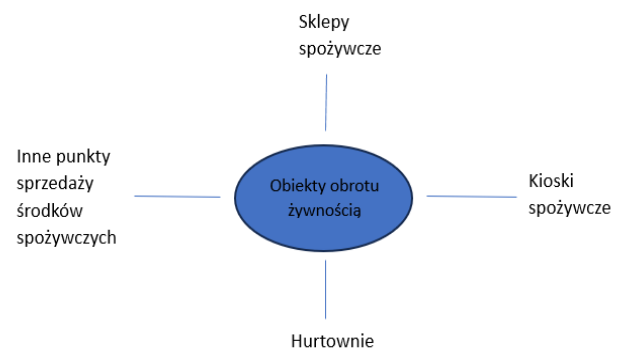 Sklepy
spożywcze
Inne punkty
sprzedaży
środków
spożywczych
Obiekty obrotu
żywnością
Kioski
spożywcze
Hurtownie